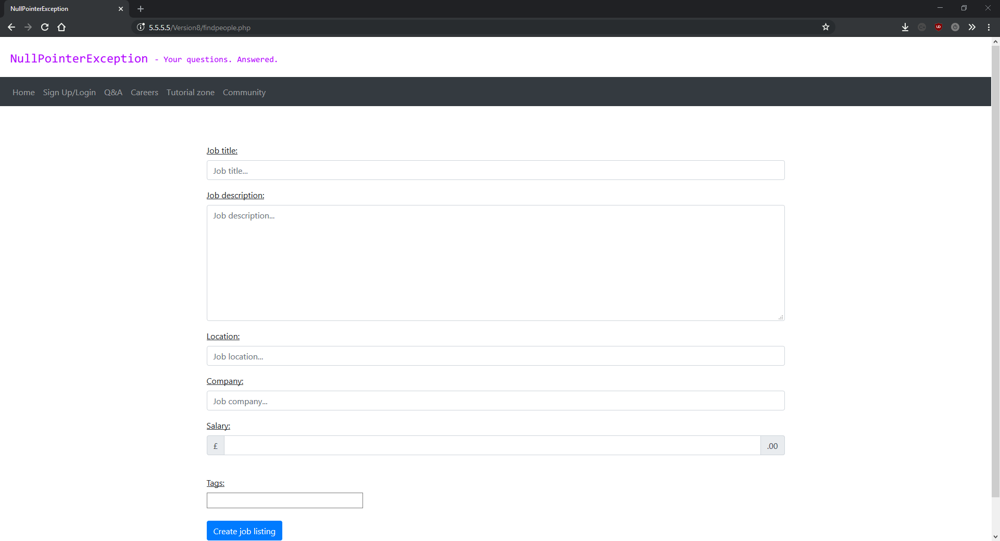 NullPointerException
5.5.5.5/Version8/findpeople.php
NullPointerException - Your questions. Answered.
Home Sign Up/Login Q&A Careers Tutorial zone Community
Job title:
Job title...
Job description:
Job description...
Location:
Job location...
Company:
Job company...
Salary:
£ .00
Tags:
Create job listing